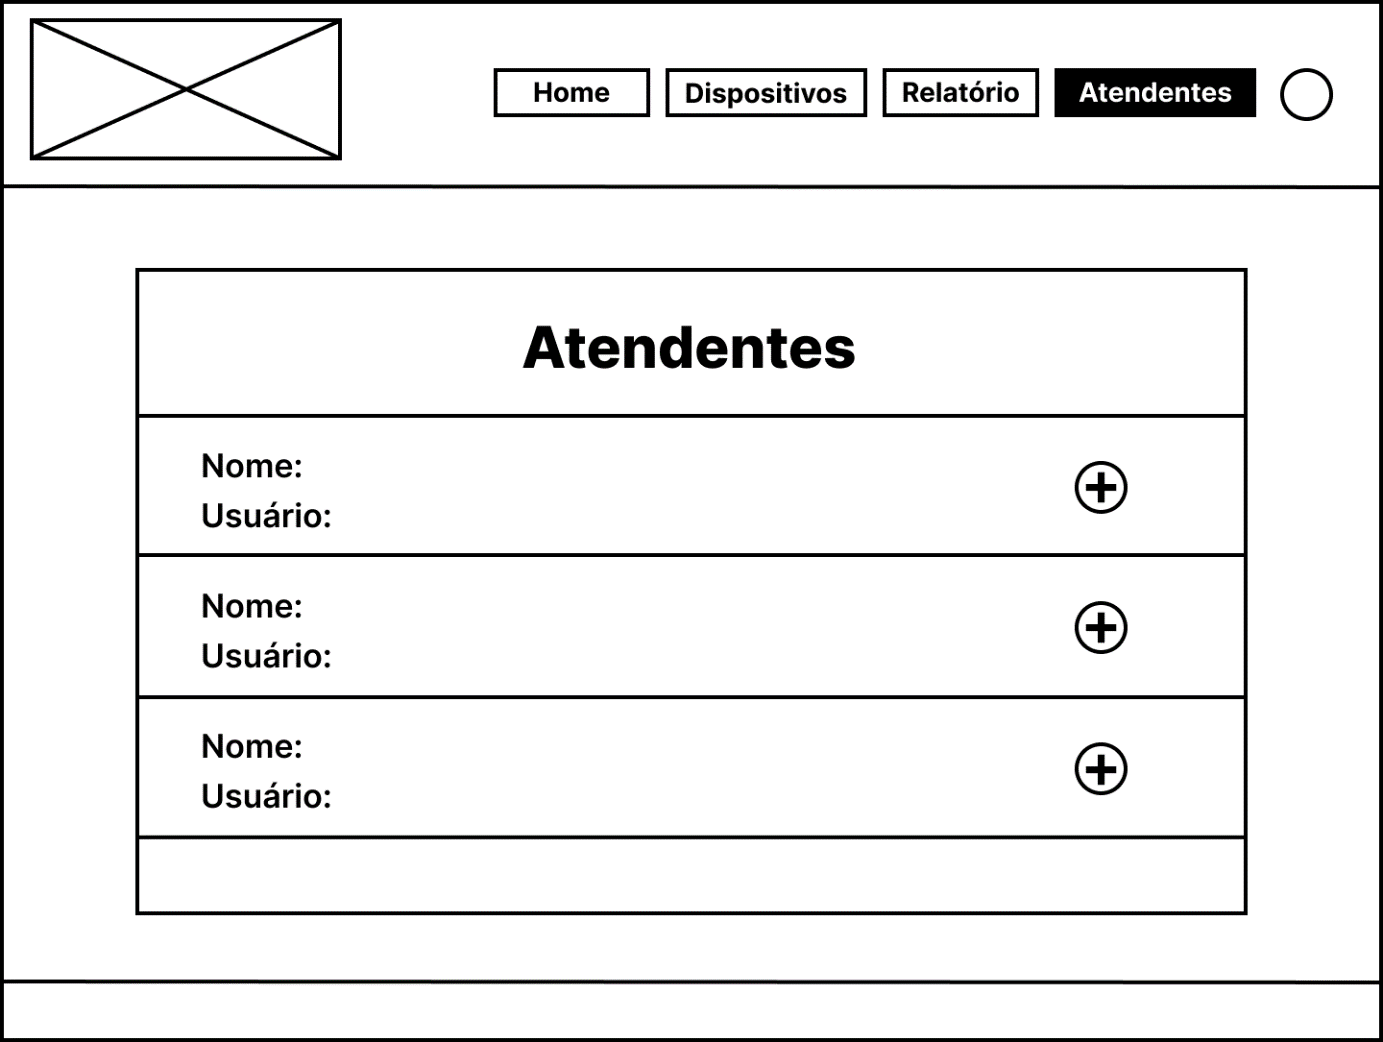 Home
Dispositivos
Relatório
Atendentes
Atendentes
Nome:
Usuário:
Nome:
Usuário:
Nome:
Usuário: